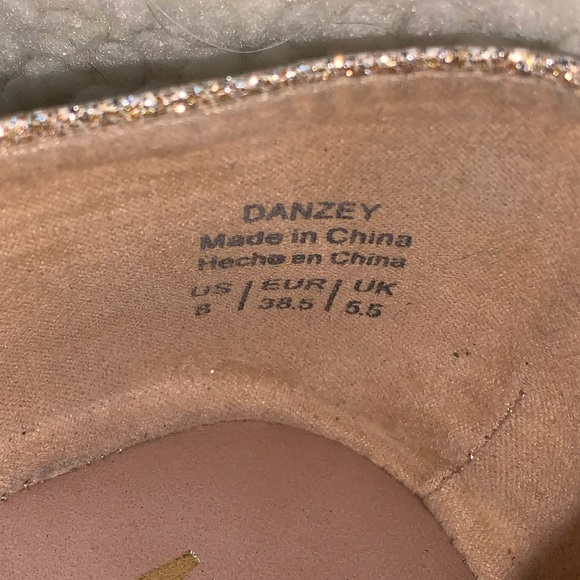 DANZEY
Made in China
Hecho en China
US / EUR / UK
8 / 38.5 / 5.5